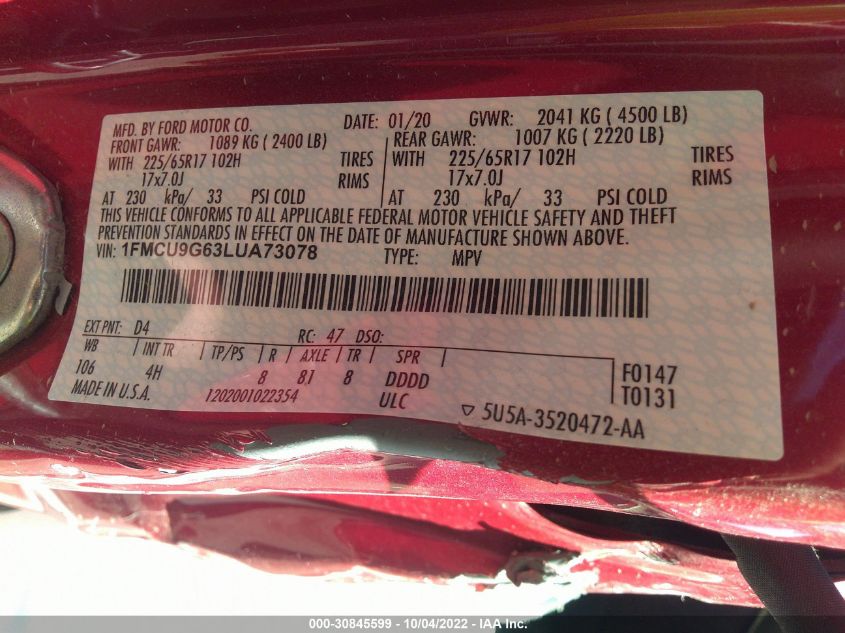 MFD. BY FORD MOTOR CO. DATE: 01/20 GVWR: 2041 KG ( 4500 LB)
FRONT GAWR: 1089 KG ( 2400 LB) REAR GAWR: 1007 KG ( 2220 LB)
WITH 225/65R17 102H TIRES WITH 225/65R17 102H TIRES
17x7.0J RIMS 17x7.0J RIMS
AT 230 kPa/ 33 PSI COLD AT 230 kPa/ 33 PSI COLD
THIS VEHICLE CONFORMS TO ALL APPLICABLE FEDERAL MOTOR VEHICLE SAFETY AND THEFT
PREVENTION STANDARDS IN EFFECT ON THE DATE OF MANUFACTURE SHOWN ABOVE.
VIN: 1FMCU9G63LUA73078 TYPE: MPV
EXT PNT: D4 RC: 47 DSO:
WB INT TR TP/PS R AXLE TR SPR
106 4H 8 81 8 DDDD F0147
MADE IN U.S.A. 1202001022354 ULC T0131
5U5A-3520472-AA
000-30845599 - 10/04/2022 - IAA Inc.